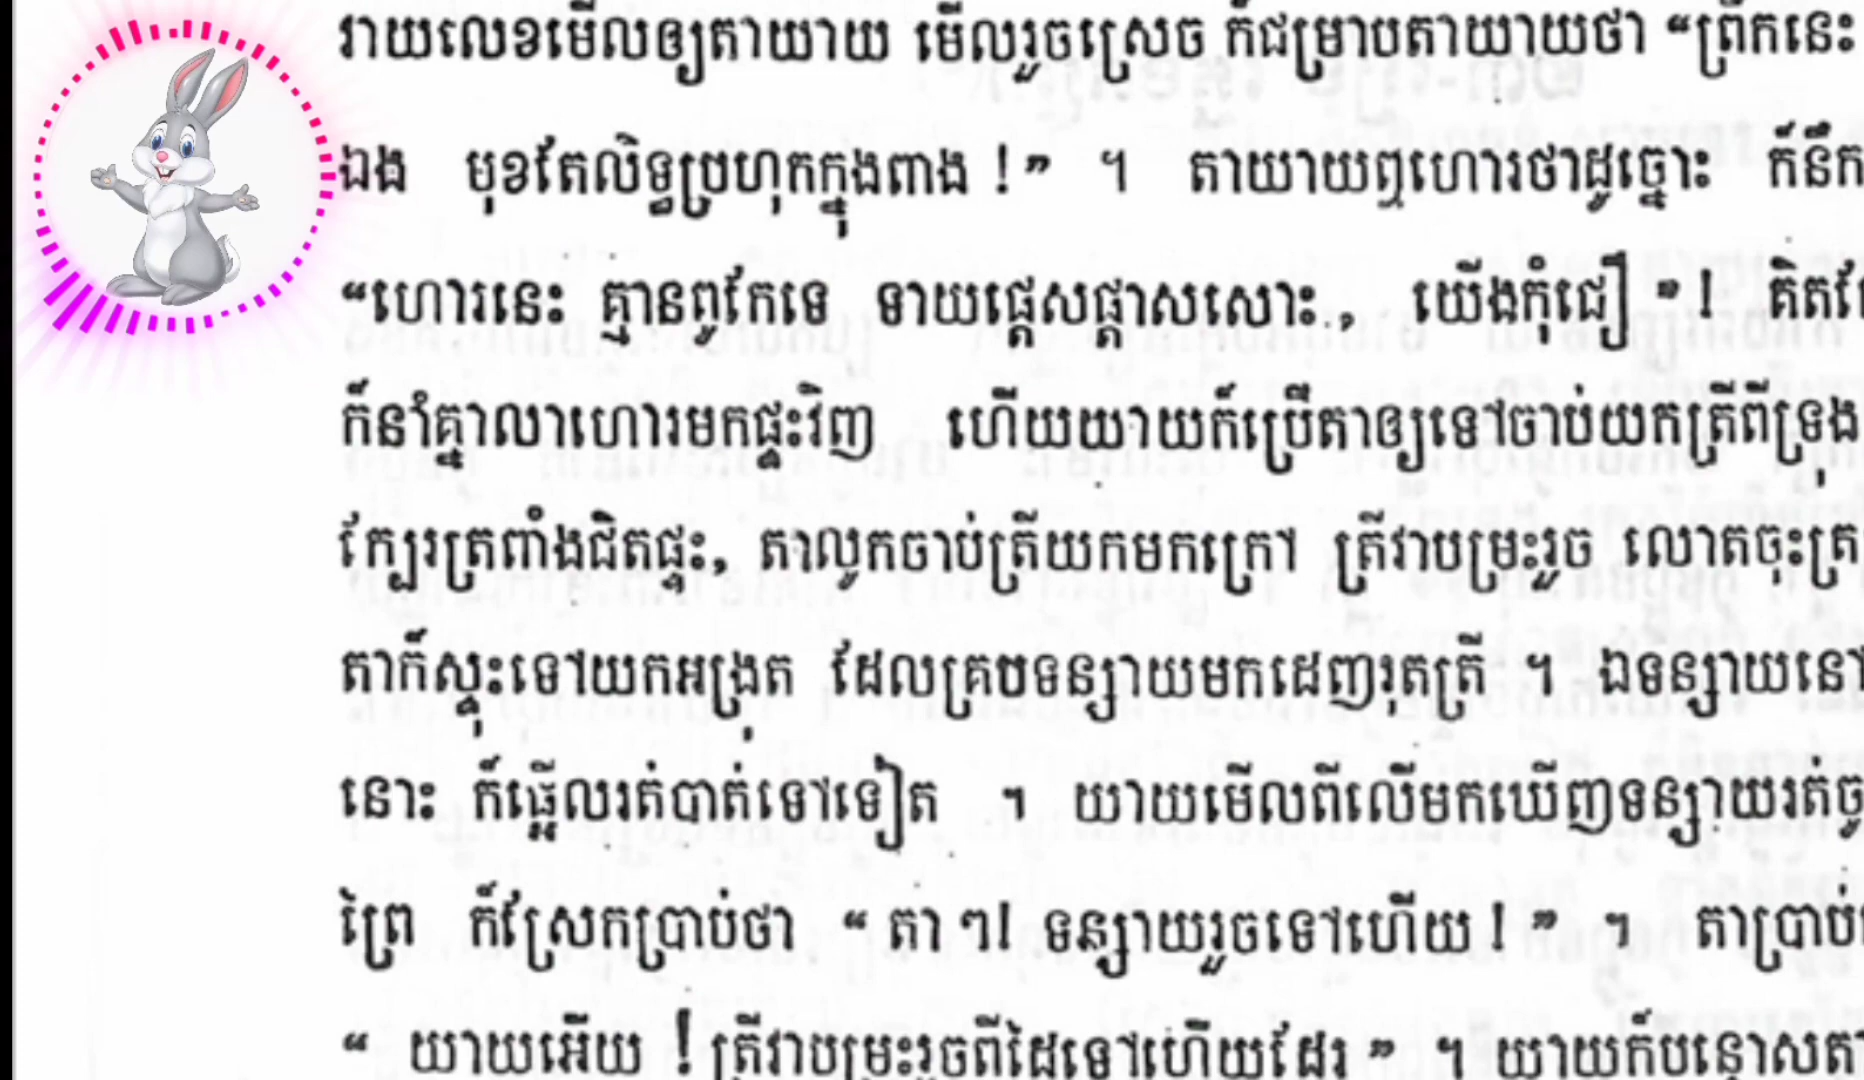 វាយលេខមើលឲ្យតាយាយ មើលរួចស្រេច ក៏ជម្រាបតាយាយថា “ព្រឹកនេះ
ឯង មុខតែលិទ្ធប្រហុកក្នុងពាង !” ។ តាយាយឮហោរថាដូច្នោះ ក៏នឹក
“ហោរនេះ គ្មានពូកែទេ ទាយផ្ដេសផ្ដាសសោះ, យើងកុំជឿ” ! គិត
ក៏នាំគ្នាលាហោរមកផ្ទះវិញ ហើយយាយក៏ប្រើតាឲ្យទៅចាប់យកត្រីពីទ្រុង
ក្បែរត្រពាំងជិតផ្ទះ, តាលូកចាប់ត្រីយកមកក្រៅ ត្រីវាបម្រះរួច លោតចុះ
តាក៏ស្ទុះទៅយកអង្រុត ដែលគ្របទន្សាយមកដេញរុតត្រី ។ ឯទន្សាយនៅ
នោះ ក៏ធ្លើលរត់បាត់ទៅទៀត ។ យាយមើលពីលើមកឃើញទន្សាយរត់ចូ
ព្រៃ ក៏ស្រែកប្រាប់ថា “ តា ៗ! ទន្សាយរួចទៅហើយ ! ” ។ តាប្រាប់
“ យាយអើយ ! ត្រីវាបម្រះរួចពីដៃទៅហើយដែរ ” ។ យាយក៏បន្ទោសតា